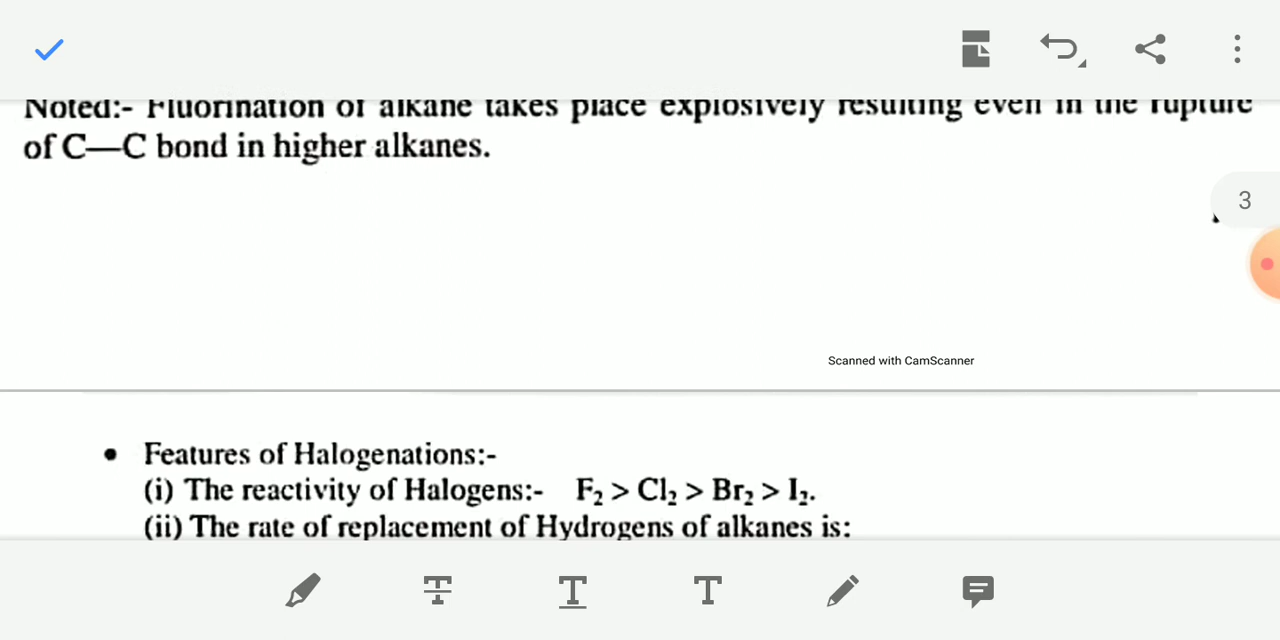 Noted:- Fluorination of alkane takes place explosively resulting even in the rupture
of C—C bond in higher alkanes.
3
Scanned with CamScanner
• Features of Halogenations:-
(i) The reactivity of Halogens:- F₂ > Cl₂ > Br₂ > I₂.
(ii) The rate of replacement of Hydrogens of alkanes is: